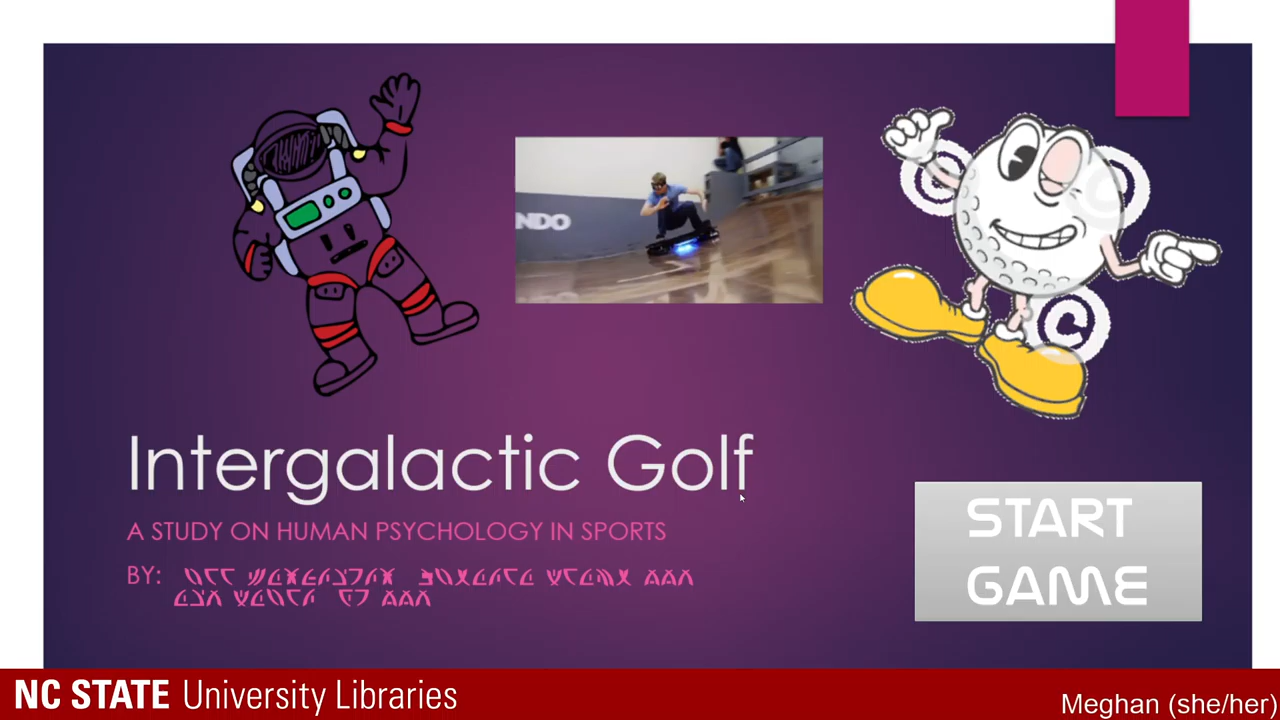 NDO
Intergalactic Golf
A STUDY ON HUMAN PSYCHOLOGY IN SPORTS
BY:
START
GAME
NC STATE University Libraries
Meghan (she/her)